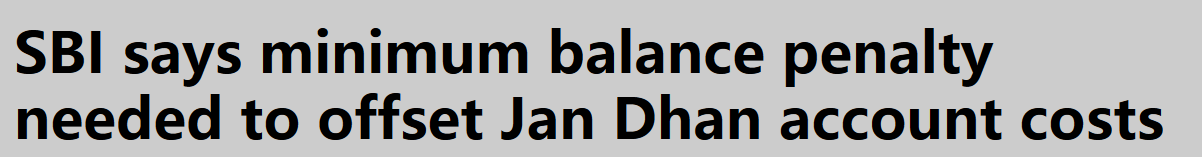 SBI says minimum balance penalty
needed to offset Jan Dhan account costs